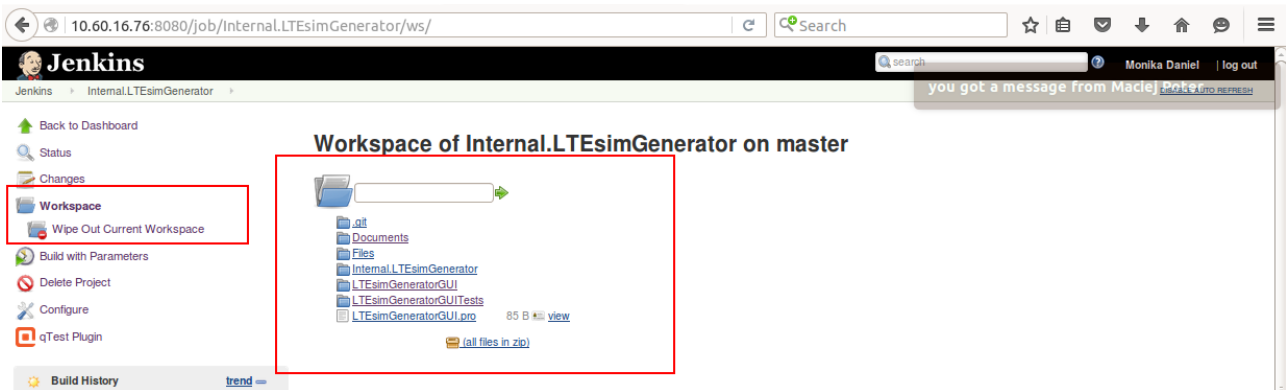 10.60.16.76:8080/job/Internal.LTEsimGenerator/ws/
Search
Jenkins
search
Monika Daniel | log out
Jenkins Internal.LTEsimGenerator
you got a message from Maciej Poter
AUTO REFRESH
Back to Dashboard
Status
Changes
Workspace
Wipe Out Current Workspace
Build with Parameters
Delete Project
Configure
qTest Plugin
Build History trend
Workspace of Internal.LTEsimGenerator on master
.git
Documents
Files
Internal.LTEsimGenerator
LTEsimGeneratorGUI
LTEsimGeneratorGUITests
LTEsimGeneratorGUI.pro 85 B view
(all files in zip)